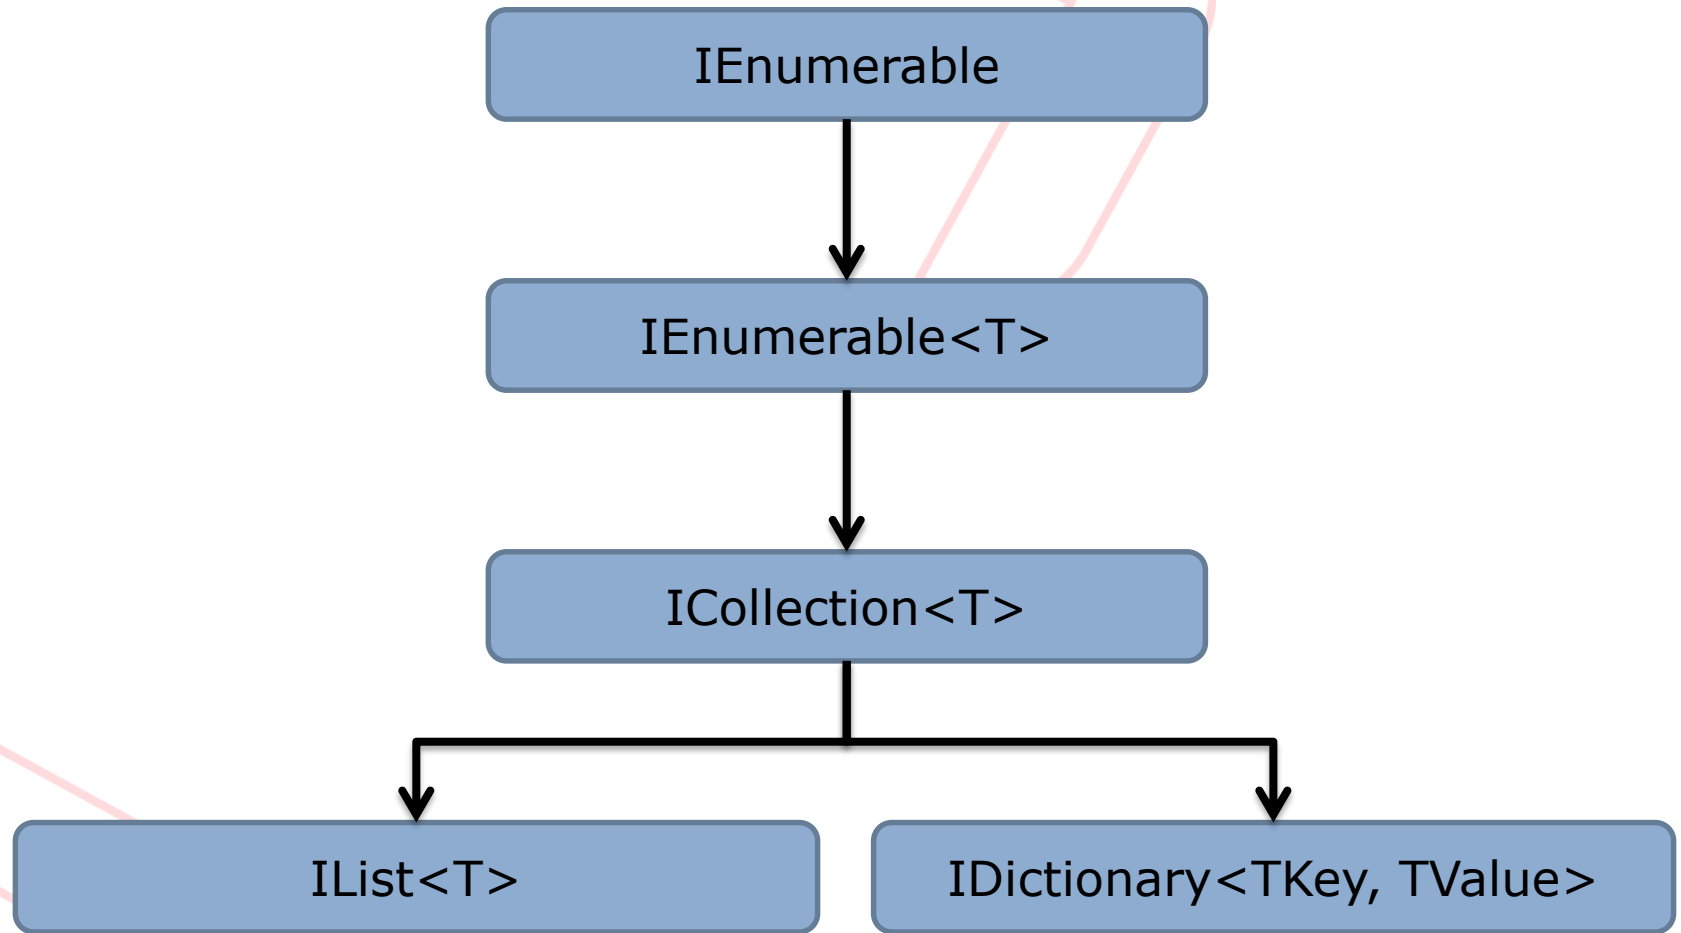 IEnumerable
IEnumerable<T>
ICollection<T>
IList<T>
IDictionary<TKey, TValue>